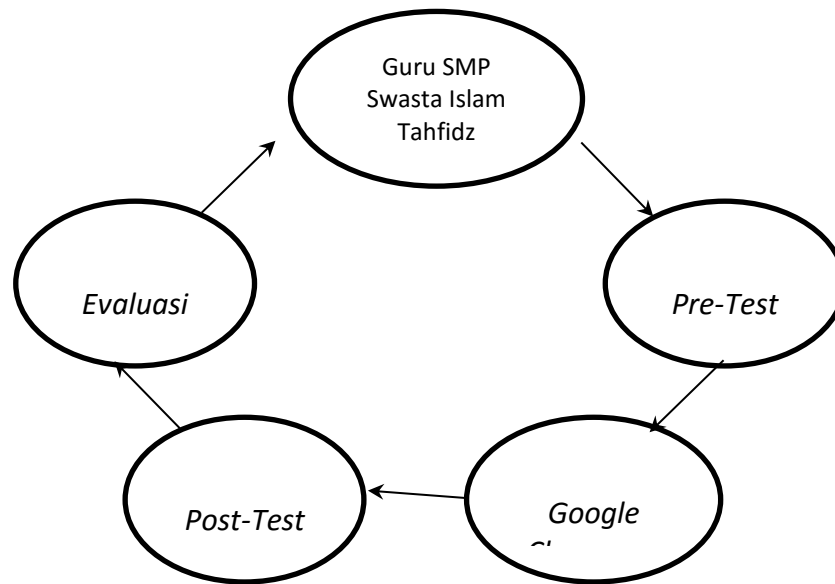 Guru SMP
Swasta Islam
Tahfidz
Evaluasi
Pre-Test
Post-Test
Google